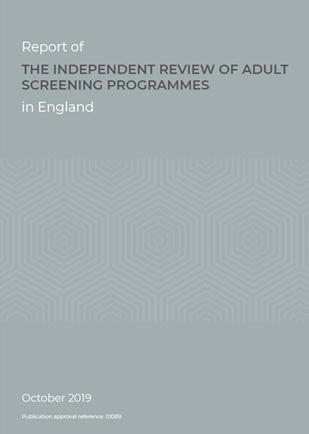 Report of
THE INDEPENDENT REVIEW OF ADULT
SCREENING PROGRAMMES
in England
October 2019
Publication approval reference: 01089